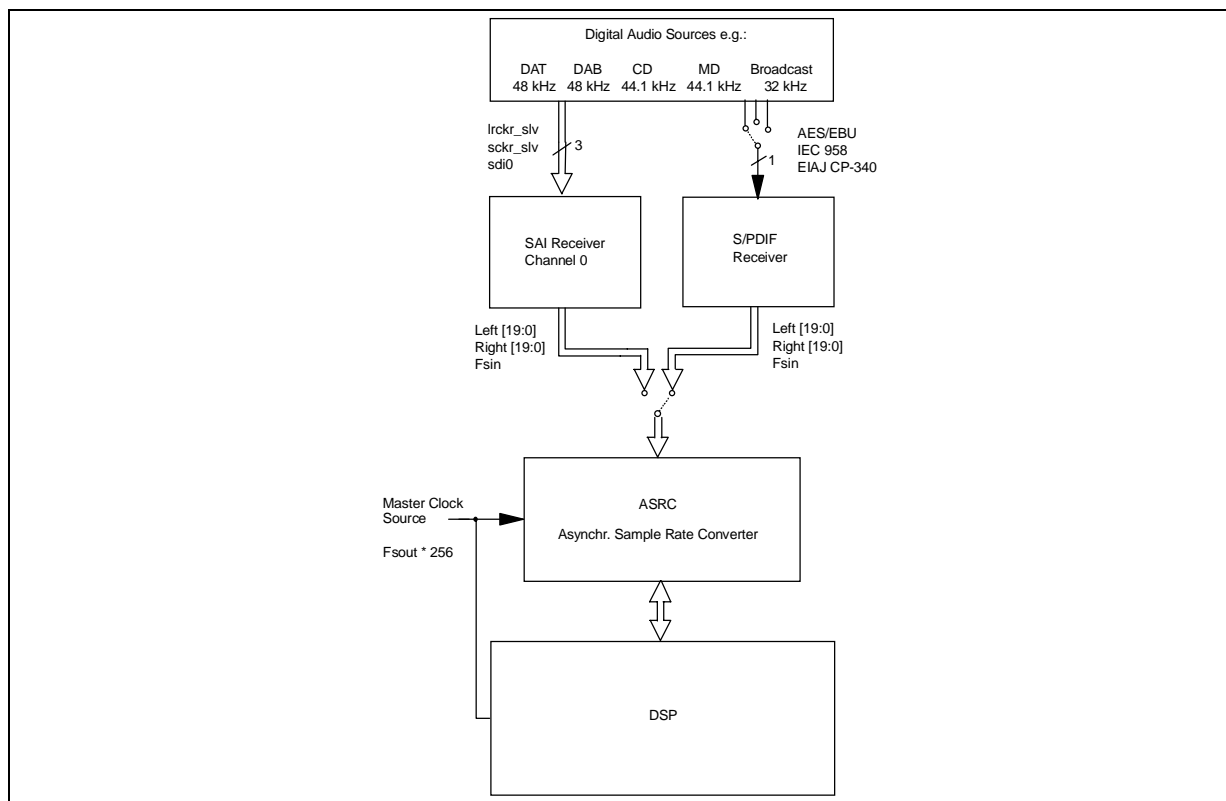 Digital Audio Sources e.g.:
DAT DAB CD MD Broadcast
48 kHz 48 kHz 44.1 kHz 44.1 kHz 32 kHz
lrckr_slv
sckr_slv
sdi0
3
AES/EBU
IEC 958
EIAJ CP-340
1
SAI Receiver
Channel 0
S/PDIF
Receiver
Left [19:0]
Right [19:0]
Fsin
Left [19:0]
Right [19:0]
Fsin
Master Clock
Source
Fsout * 256
ASRC
Asynchr. Sample Rate Converter
DSP